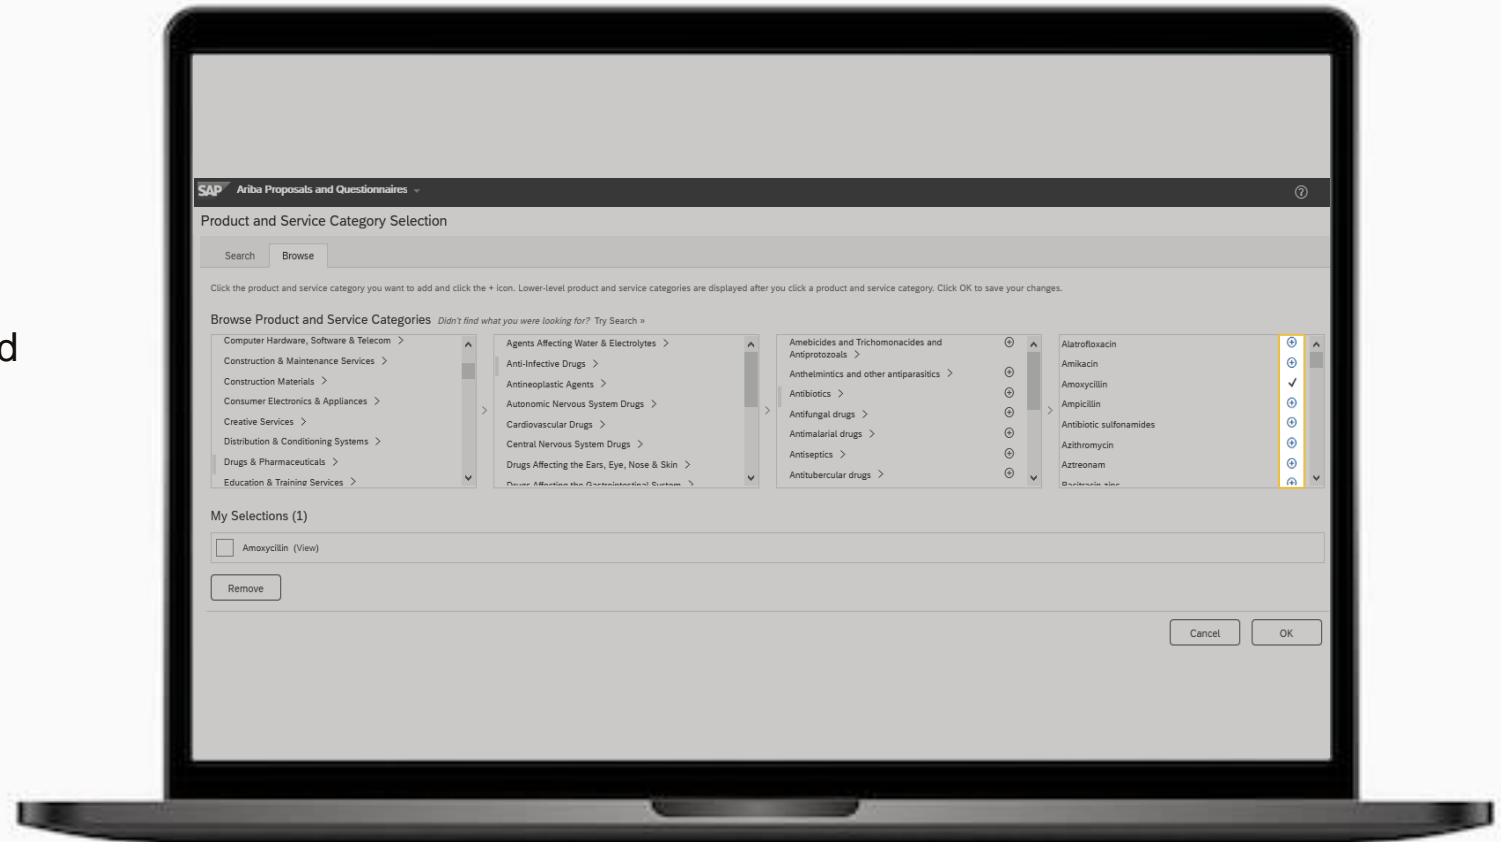 d
SAP Ariba Proposals and Questionnaires
Product and Service Category Selection
Search Browse
Click the product and service category you want to add and click the + icon. Lower-level product and service categories are displayed after you click a product and service category. Click OK to save your changes.
Browse Product and Service Categories Didn't find what you were looking for? Try Search »
Computer Hardware, Software & Telecom >
Construction & Maintenance Services >
Construction Materials >
Consumer Electronics & Appliances >
Creative Services >
Distribution & Conditioning Systems >
Drugs & Pharmaceuticals >
Education & Training Services >
Agents Affecting Water & Electrolytes >
Anti-Infective Drugs >
Antineoplastic Agents >
Autonomic Nervous System Drugs >
Cardiovascular Drugs >
Central Nervous System Drugs >
Drugs Affecting the Ears, Eye, Nose & Skin >
Drugs Affecting the Gastrointestinal System >
Amebicides and Trichomonacides and
Antiprotozoals >
Anthelmintics and other antiparasitics >
Antibiotics >
Antifungal drugs >
Antimalarial drugs >
Antiseptics >
Antitubercular drugs >
Alatrofloxacin
Amikacin
Amoxycillin
Ampicillin
Antibiotic sulfonamides
Azithromycin
Aztreonam
Bacitracin zinc
My Selections (1)
Amoxycillin (View)
Remove
Cancel OK